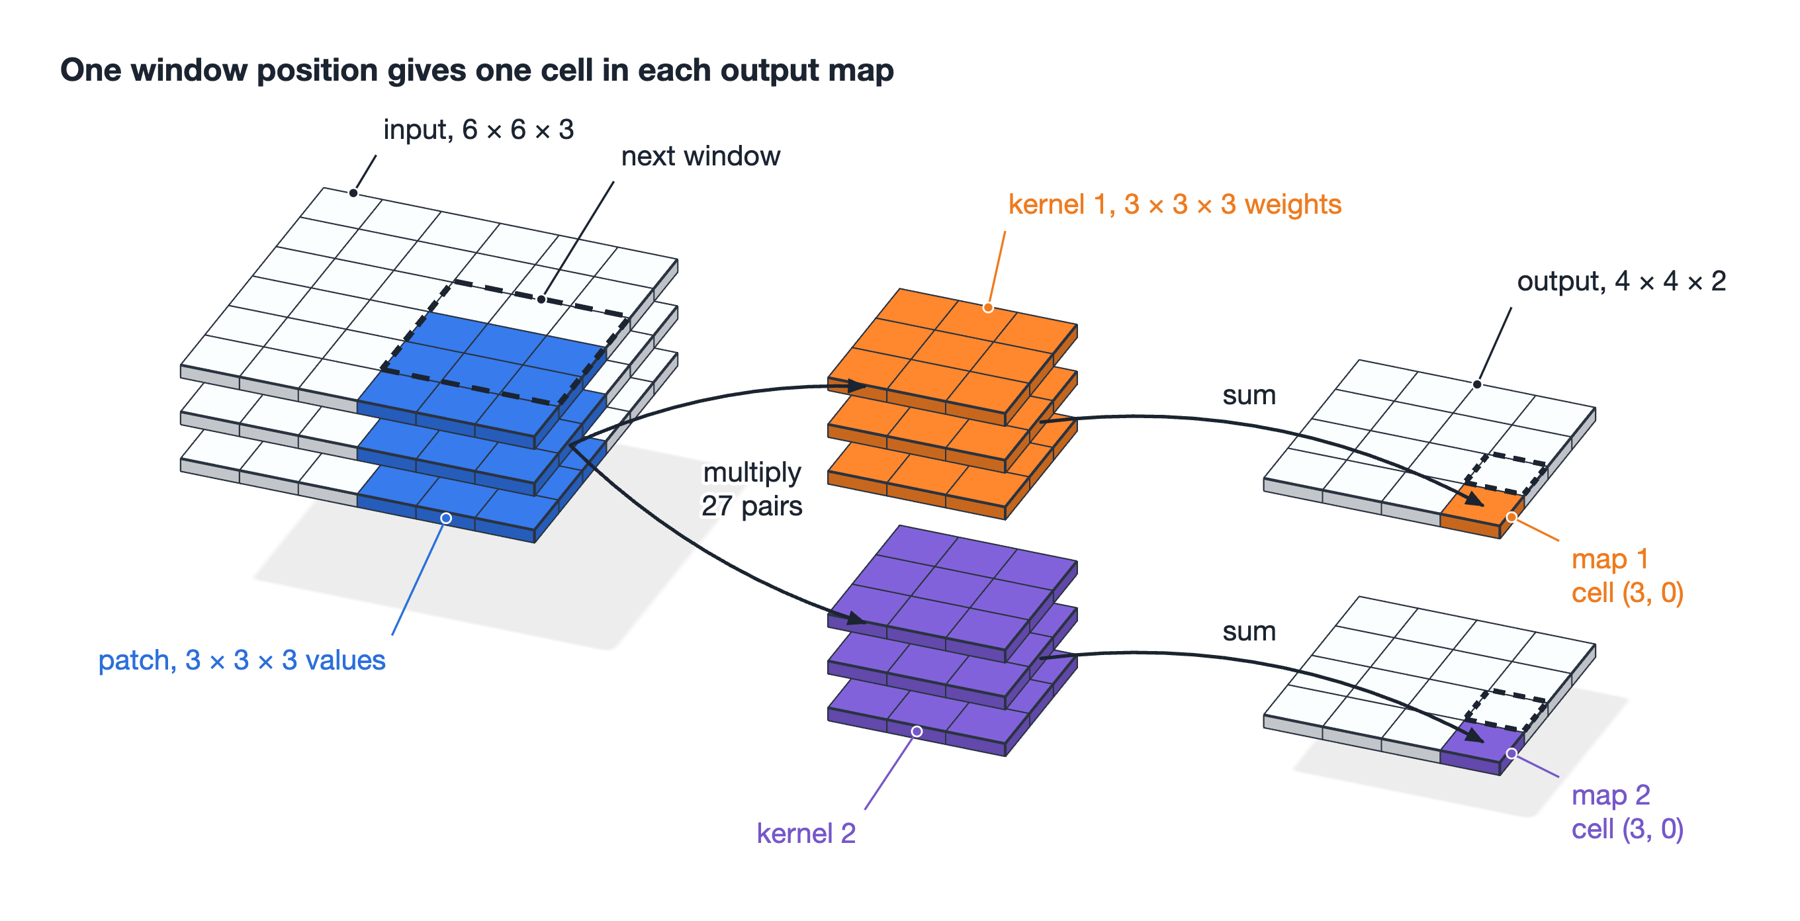 One window position gives one cell in each output map
input, 6 × 6 × 3
next window
kernel 1, 3 × 3 × 3 weights
output, 4 × 4 × 2
sum
multiply
27 pairs
map 1
cell (3, 0)
sum
patch, 3 × 3 × 3 values
map 2
cell (3, 0)
kernel 2